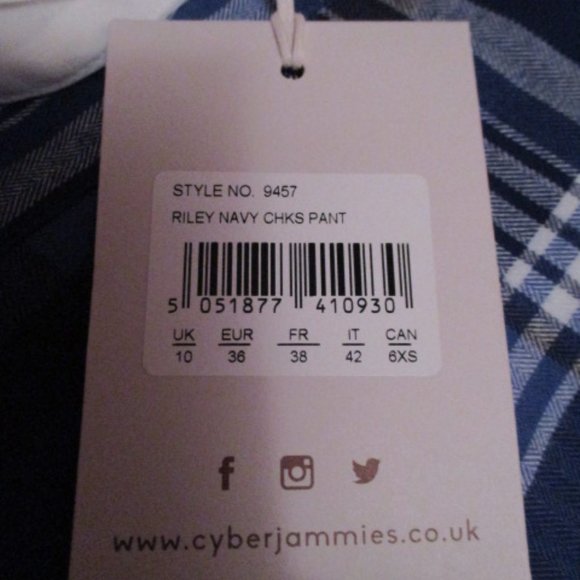 STYLE NO. 9457
RILEY NAVY CHKS PANT
5 051877 410930
UK EUR FR IT CAN
10 36 38 42 6XS
www.cyberjammies.co.uk